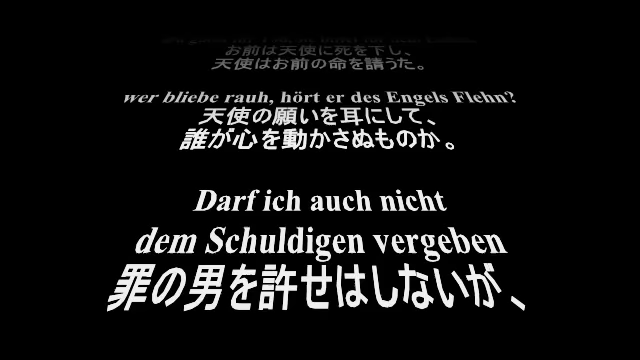 お前は天使に死を下し、
天使はお前の命を請うた。
wer bliebe rauh, hört er des Engels Flehn?
天使の願いを耳にして、
誰が心を動かさぬものか。
Darf ich auch nicht
dem Schuldigen vergeben
罪の男を許せはしないが、